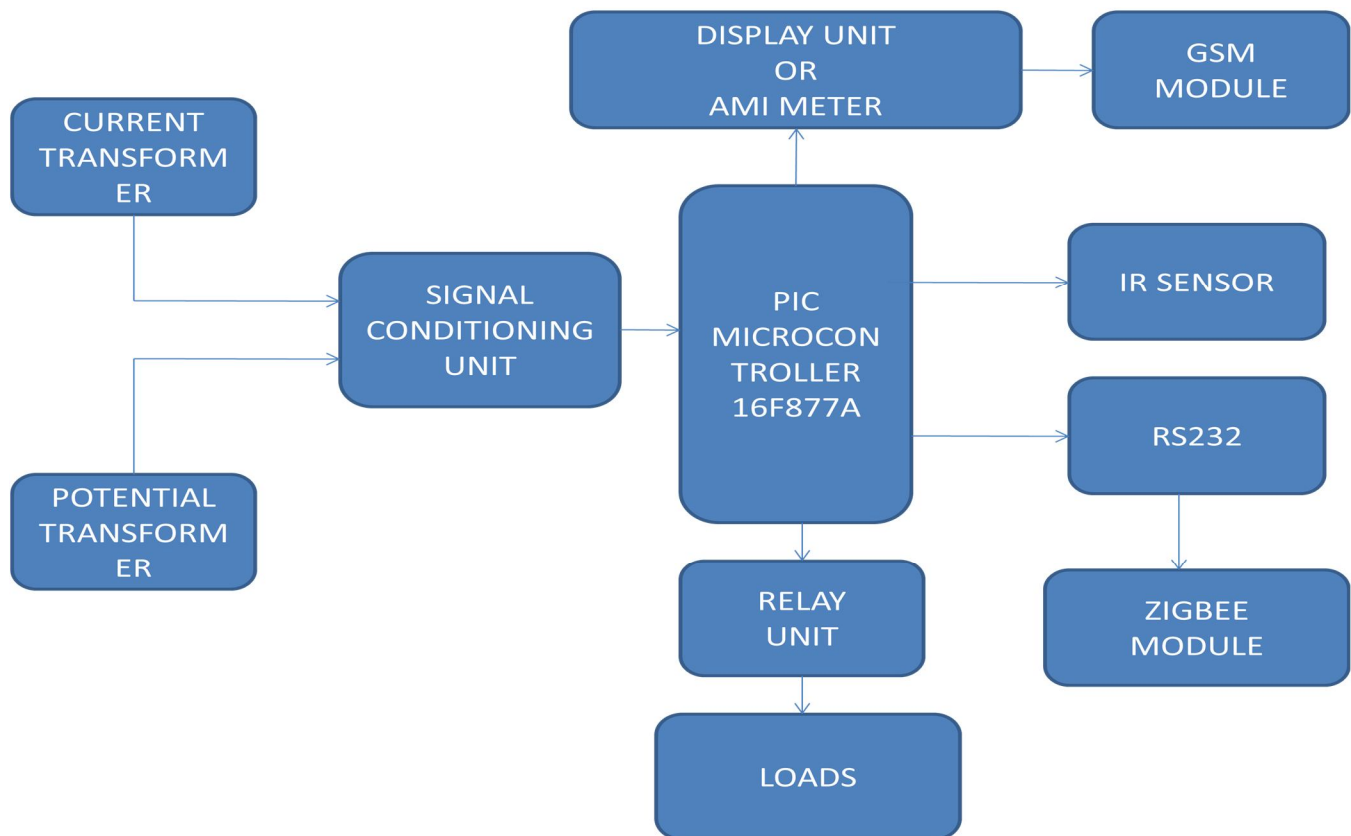 DISPLAY UNIT
OR
AMI METER
GSM
MODULE
CURRENT
TRANSFORM
ER
SIGNAL
CONDITIONING
UNIT
PIC
MICROCON
TROLLER
16F877A
IR SENSOR
RS232
POTENTIAL
TRANSFORM
ER
RELAY
UNIT
ZIGBEE
MODULE
LOADS